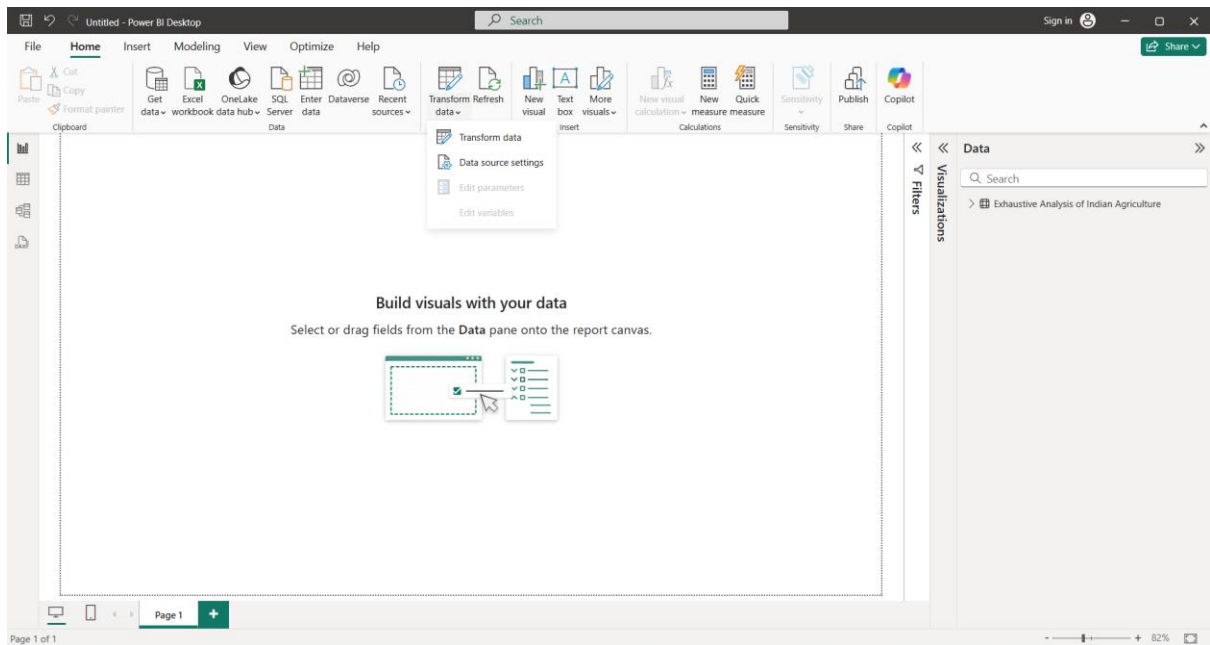 Untitled - Power BI Desktop
Search
Sign in
File Home Insert Modeling View Optimize Help
Share
Paste
Cut
Copy
Format painter
Get data
Excel workbook
OneLake data hub
SQL Server
Enter data
Dataverse
Recent sources
Transform data
Refresh
New visual
Text box
More visuals
New visual calculation
New measure
Quick measure
Sensitivity
Publish
Copilot
Clipboard
Data
Insert
Calculations
Sensitivity
Share
Copilot
Transform data
Data source settings
Edit parameters
Edit variables
Build visuals with your data
Select or drag fields from the Data pane onto the report canvas.
Filters
Visualizations
Data
Search
Exhaustive Analysis of Indian Agriculture
Page 1
Page 1 of 1
82%